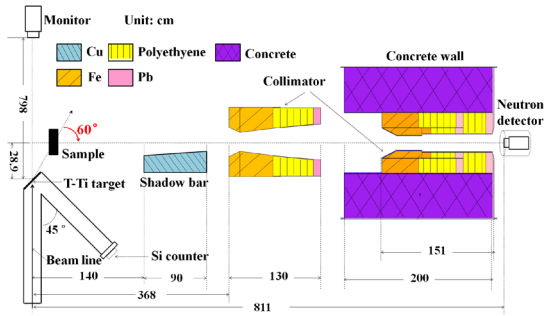 Monitor
Unit: cm
Cu
Polyethyene
Concrete
Fe
Pb
Concrete wall
Collimator
Neutron
detector
798
60°
28.9
Sample
T-Ti target
Shadow bar
45°
Si counter
Beam line
140
90
130
151
200
368
811